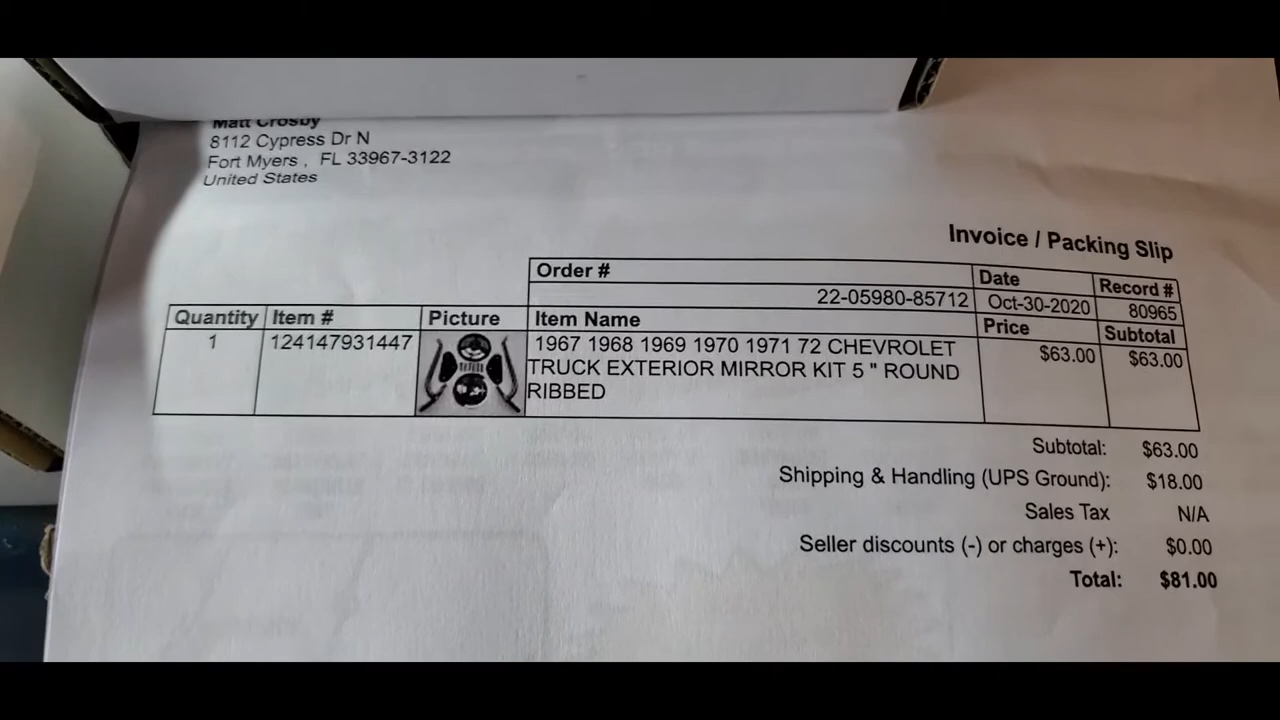 Matt Crosby
8112 Cypress Dr N
Fort Myers , FL 33967-3122
United States
Invoice / Packing Slip
Order # Date Record #
22-05980-85712 Oct-30-2020 80965
Quantity Item # Picture Item Name Price Subtotal
1 124147931447 1967 1968 1969 1970 1971 72 CHEVROLET $63.00 $63.00
TRUCK EXTERIOR MIRROR KIT 5 " ROUND
RIBBED
Subtotal: $63.00
Shipping & Handling (UPS Ground): $18.00
Sales Tax N/A
Seller discounts (-) or charges (+): $0.00
Total: $81.00